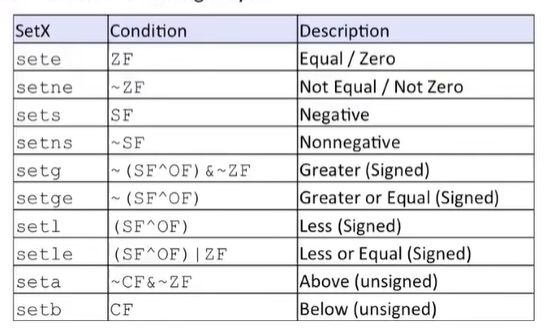 SetX Condition Description
sete ZF Equal / Zero
setne ~ZF Not Equal / Not Zero
sets SF Negative
setns ~SF Nonnegative
setg ~(SF^OF)&~ZF Greater (Signed)
setge ~(SF^OF) Greater or Equal (Signed)
setl (SF^OF) Less (Signed)
setle (SF^OF)|ZF Less or Equal (Signed)
seta ~CF&~ZF Above (unsigned)
setb CF Below (unsigned)